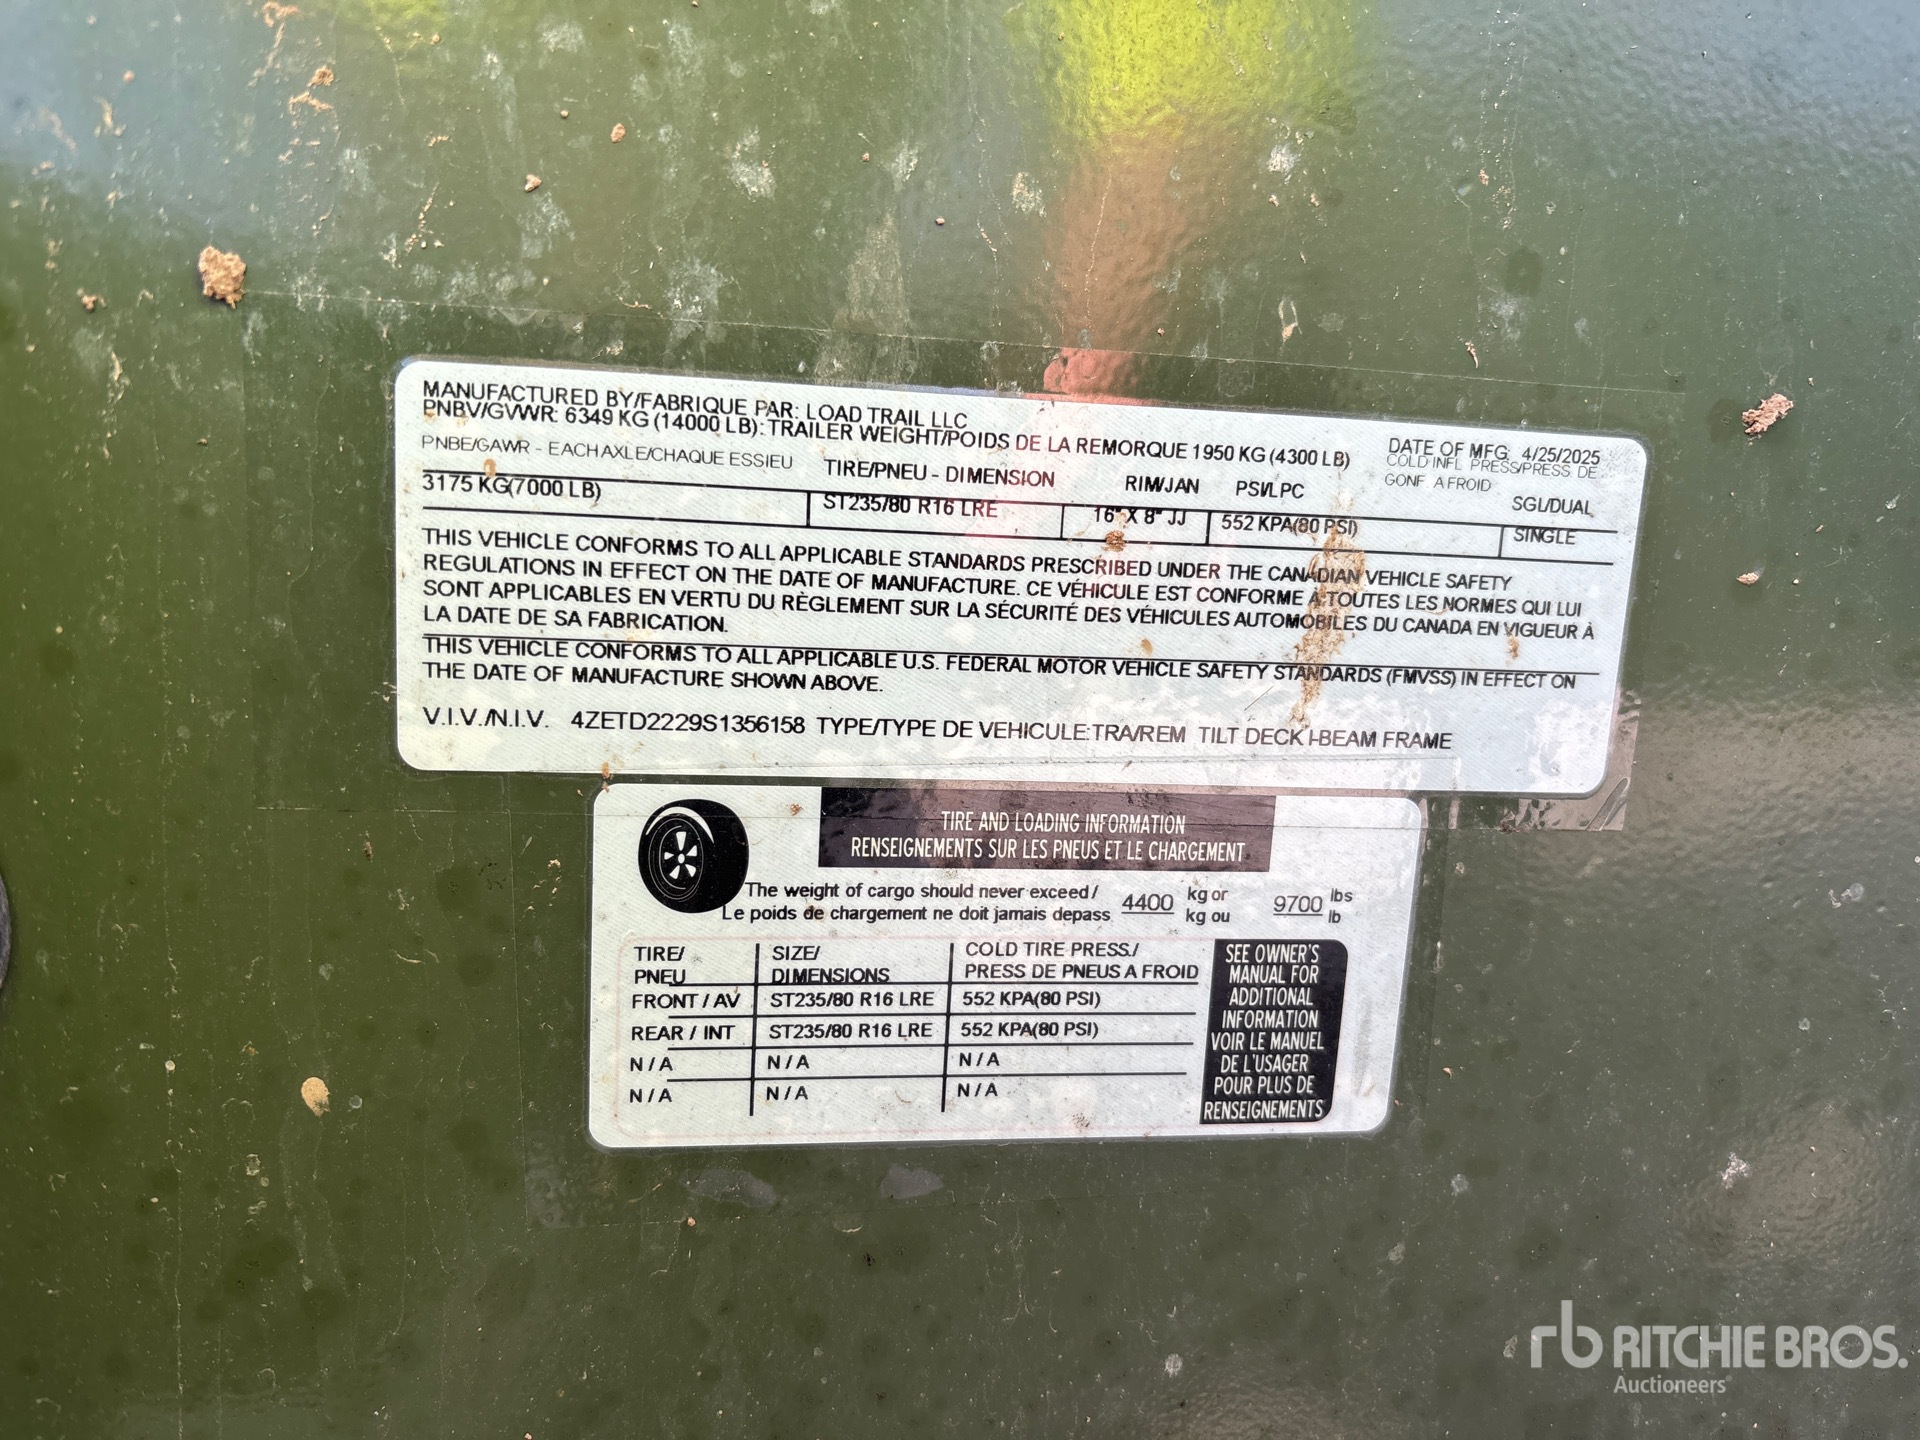 MANUFACTURED BY/FABRIQUE PAR: LOAD TRAIL LLC
PNBV/GVWR: 6349 KG (14000 LB): TRAILER WEIGHT/POIDS DE LA REMORQUE 1950 KG (4300 LB)
DATE OF MFG. 4/25/2025
PNBE/GAWR - EACH AXLE/CHAQUE ESSIEU TIRE/PNEU - DIMENSION RIM/JAN PSI/LPC COLD INFL PRESS/PRESS DE
GONF A FROID SGL/DUAL
3175 KG(7000 LB) ST235/80 R16 LRE 16" X 8" JJ 552 KPA(80 PSI) SINGLE
THIS VEHICLE CONFORMS TO ALL APPLICABLE STANDARDS PRESCRIBED UNDER THE CANADIAN VEHICLE SAFETY
REGULATIONS IN EFFECT ON THE DATE OF MANUFACTURE. CE VÉHICULE EST CONFORME À TOUTES LES NORMES QUI LUI
SONT APPLICABLES EN VERTU DU RÈGLEMENT SUR LA SÉCURITÉ DES VÉHICULES AUTOMOBILES DU CANADA EN VIGUEUR À
LA DATE DE SA FABRICATION.
THIS VEHICLE CONFORMS TO ALL APPLICABLE U.S. FEDERAL MOTOR VEHICLE SAFETY STANDARDS (FMVSS) IN EFFECT ON
THE DATE OF MANUFACTURE SHOWN ABOVE.
V.I.V./N.I.V. 4ZETD2229S1356158 TYPE/TYPE DE VEHICULE:TRA/REM TILT DECK I-BEAM FRAME
TIRE AND LOADING INFORMATION
RENSEIGNEMENTS SUR LES PNEUS ET LE CHARGEMENT
The weight of cargo should never exceed / 4400 kg or 9700 lbs
Le poids de chargement ne doit jamais depass kg ou lb
TIRE/ SIZE/ COLD TIRE PRESS./
PNEU DIMENSIONS PRESS DE PNEUS A FROID
FRONT / AV ST235/80 R16 LRE 552 KPA(80 PSI)
REAR / INT ST235/80 R16 LRE 552 KPA(80 PSI)
N / A N / A N / A
N / A N / A N / A
SEE OWNER'S
MANUAL FOR
ADDITIONAL
INFORMATION
VOIR LE MANUEL
DE L'USAGER
POUR PLUS DE
RENSEIGNEMENTS
rb RITCHIE BROS.
Auctioneers